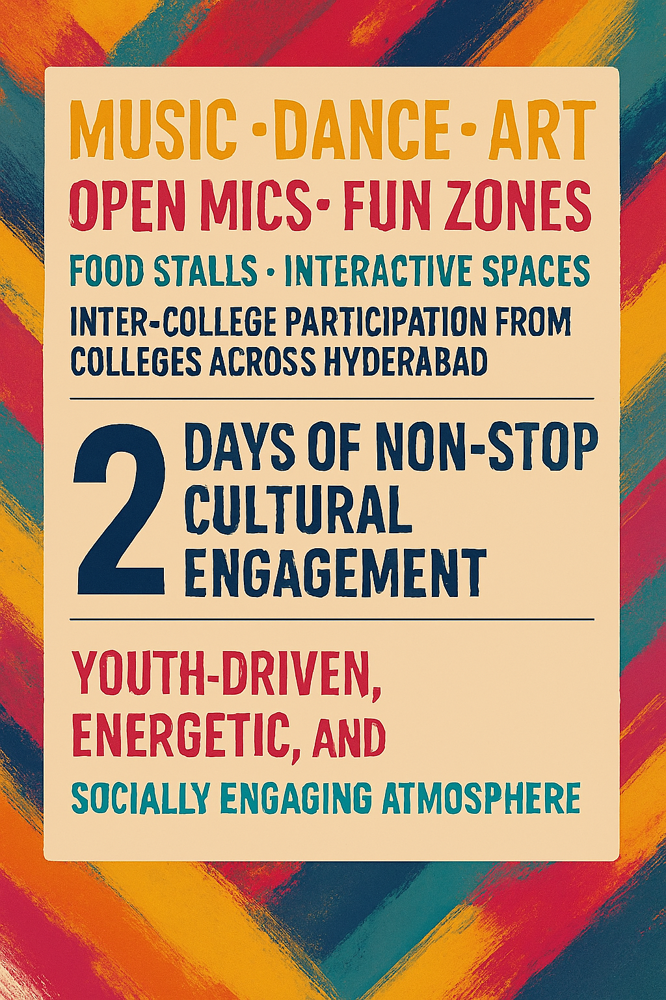 MUSIC · DANCE · ART
OPEN MICS · FUN ZONES
FOOD STALLS · INTERACTIVE SPACES
INTER-COLLEGE PARTICIPATION FROM
COLLEGES ACROSS HYDERABAD
2 DAYS OF NON-STOP
CULTURAL
ENGAGEMENT
YOUTH-DRIVEN,
ENERGETIC, AND
SOCIALLY ENGAGING ATMOSPHERE